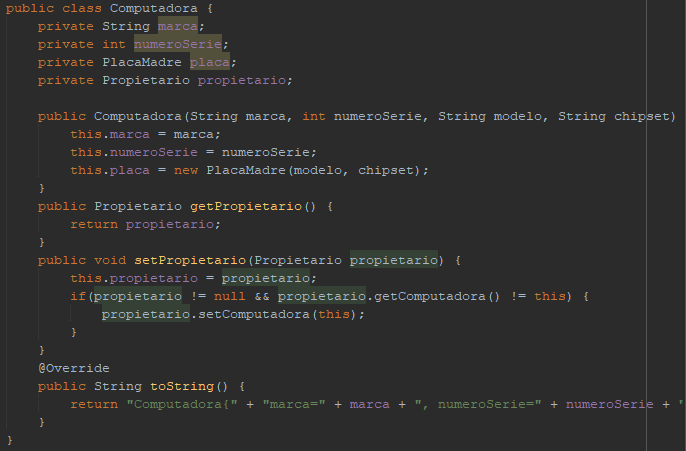 public class Computadora {
    private String marca;
    private int numeroSerie;
    private PlacaMadre placa;
    private Propietario propietario;

    public Computadora(String marca, int numeroSerie, String modelo, String chipset)
        this.marca = marca;
        this.numeroSerie = numeroSerie;
        this.placa = new PlacaMadre(modelo, chipset);
    }
    public Propietario getPropietario() {
        return propietario;
    }
    public void setPropietario(Propietario propietario) {
        this.propietario = propietario;
        if(propietario != null && propietario.getComputadora() != this) {
            propietario.setComputadora(this);
        }
    }
    @Override
    public String toString() {
        return "Computadora{" + "marca=" + marca + ", numeroSerie=" + numeroSerie + "
    }
}